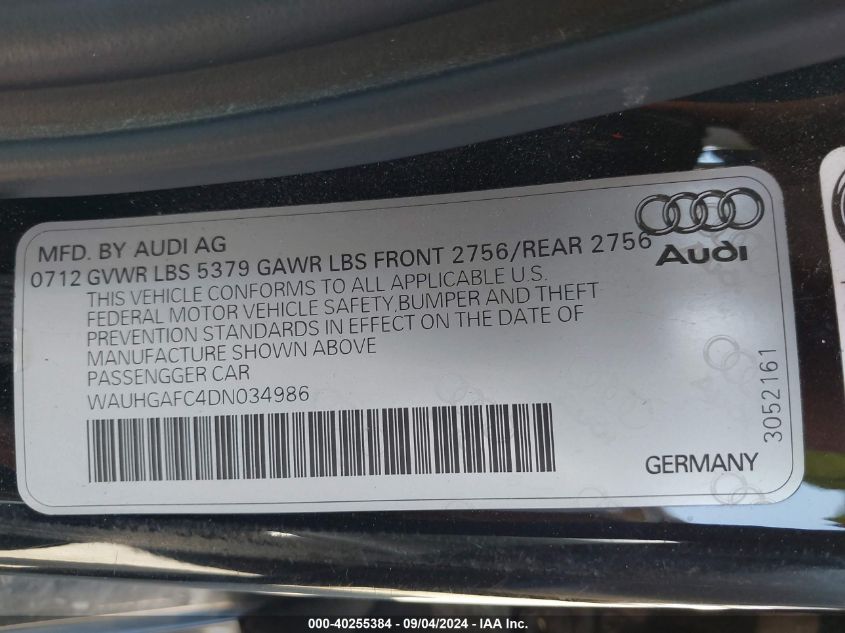 MFD. BY AUDI AG
0712 GVWR LBS 5379 GAWR LBS FRONT 2756/REAR 2756
THIS VEHICLE CONFORMS TO ALL APPLICABLE U.S.
FEDERAL MOTOR VEHICLE SAFETY,BUMPER AND THEFT
PREVENTION STANDARDS IN EFFECT ON THE DATE OF
MANUFACTURE SHOWN ABOVE
PASSENGGER CAR
WAUHGAFC4DN034986
Audi
3052161
GERMANY
000-40255384 - 09/04/2024 - IAA Inc.